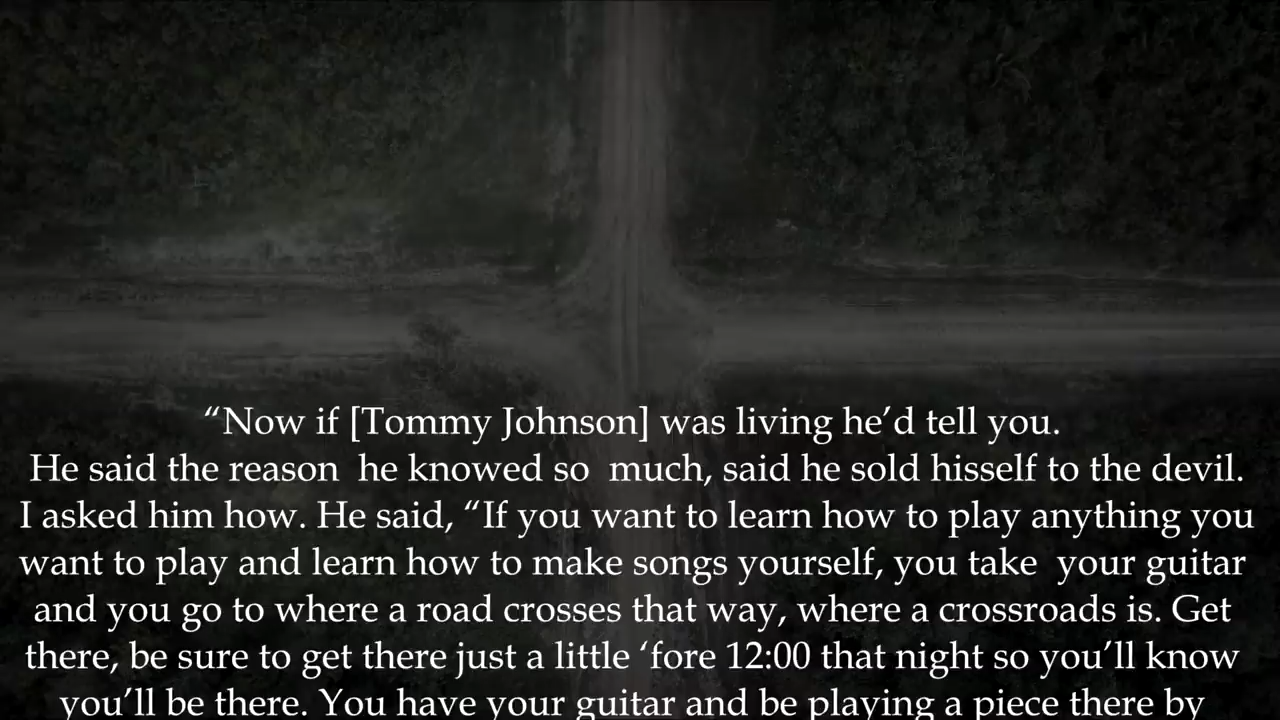 “Now if [Tommy Johnson] was living he’d tell you.
He said the reason  he knowed so  much, said he sold hisself to the devil.
I asked him how. He said, “If you want to learn how to play anything you
want to play and learn how to make songs yourself, you take  your guitar
and you go to where a road crosses that way, where a crossroads is. Get
there, be sure to get there just a little ‘fore 12:00 that night so you’ll know
you’ll be there. You have your guitar and be playing a piece there by